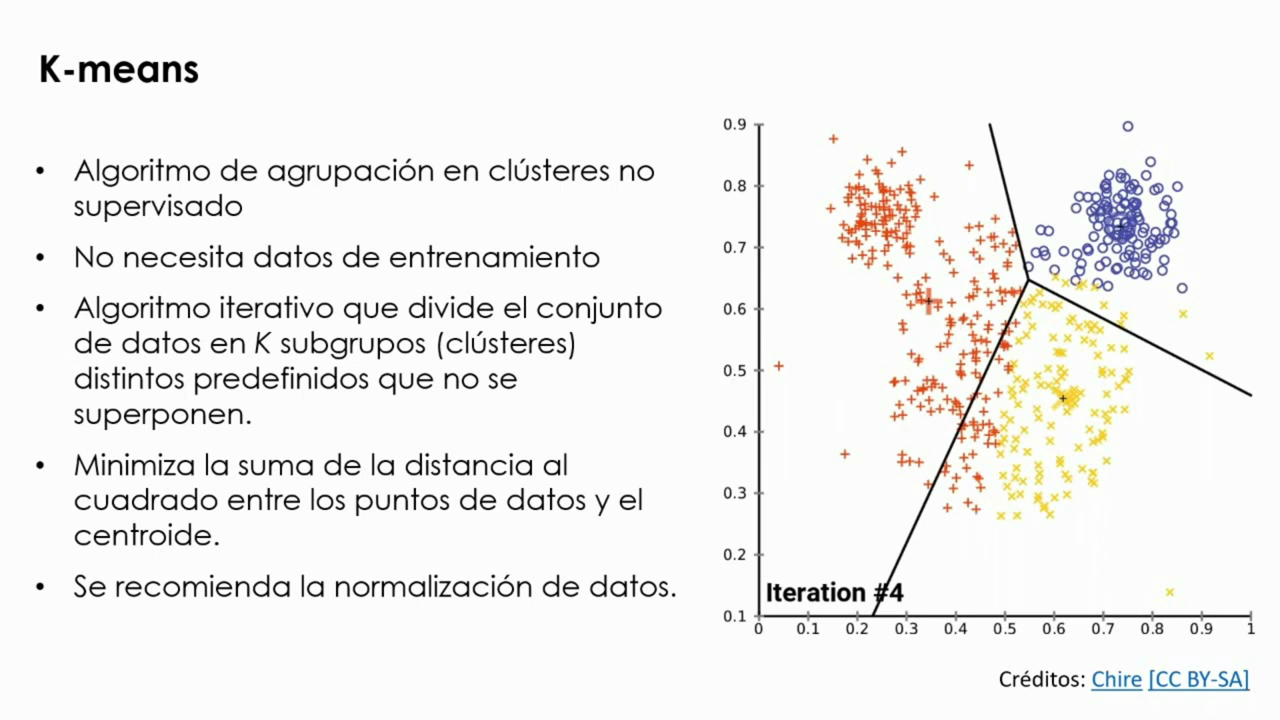 K-means
• Algoritmo de agrupación en clústeres no
supervisado
• No necesita datos de entrenamiento
• Algoritmo iterativo que divide el conjunto
de datos en K subgrupos (clústeres)
distintos predefinidos que no se
superponen.
• Minimiza la suma de la distancia al
cuadrado entre los puntos de datos y el
centroide.
• Se recomienda la normalización de datos.
0.9
0.8
0.7
0.6
0.5
0.4
0.3
0.2
0.1
Iteration #4
0 0.1 0.2 0.3 0.4 0.5 0.6 0.7 0.8 0.9 1
Créditos: Chire [CC BY-SA]